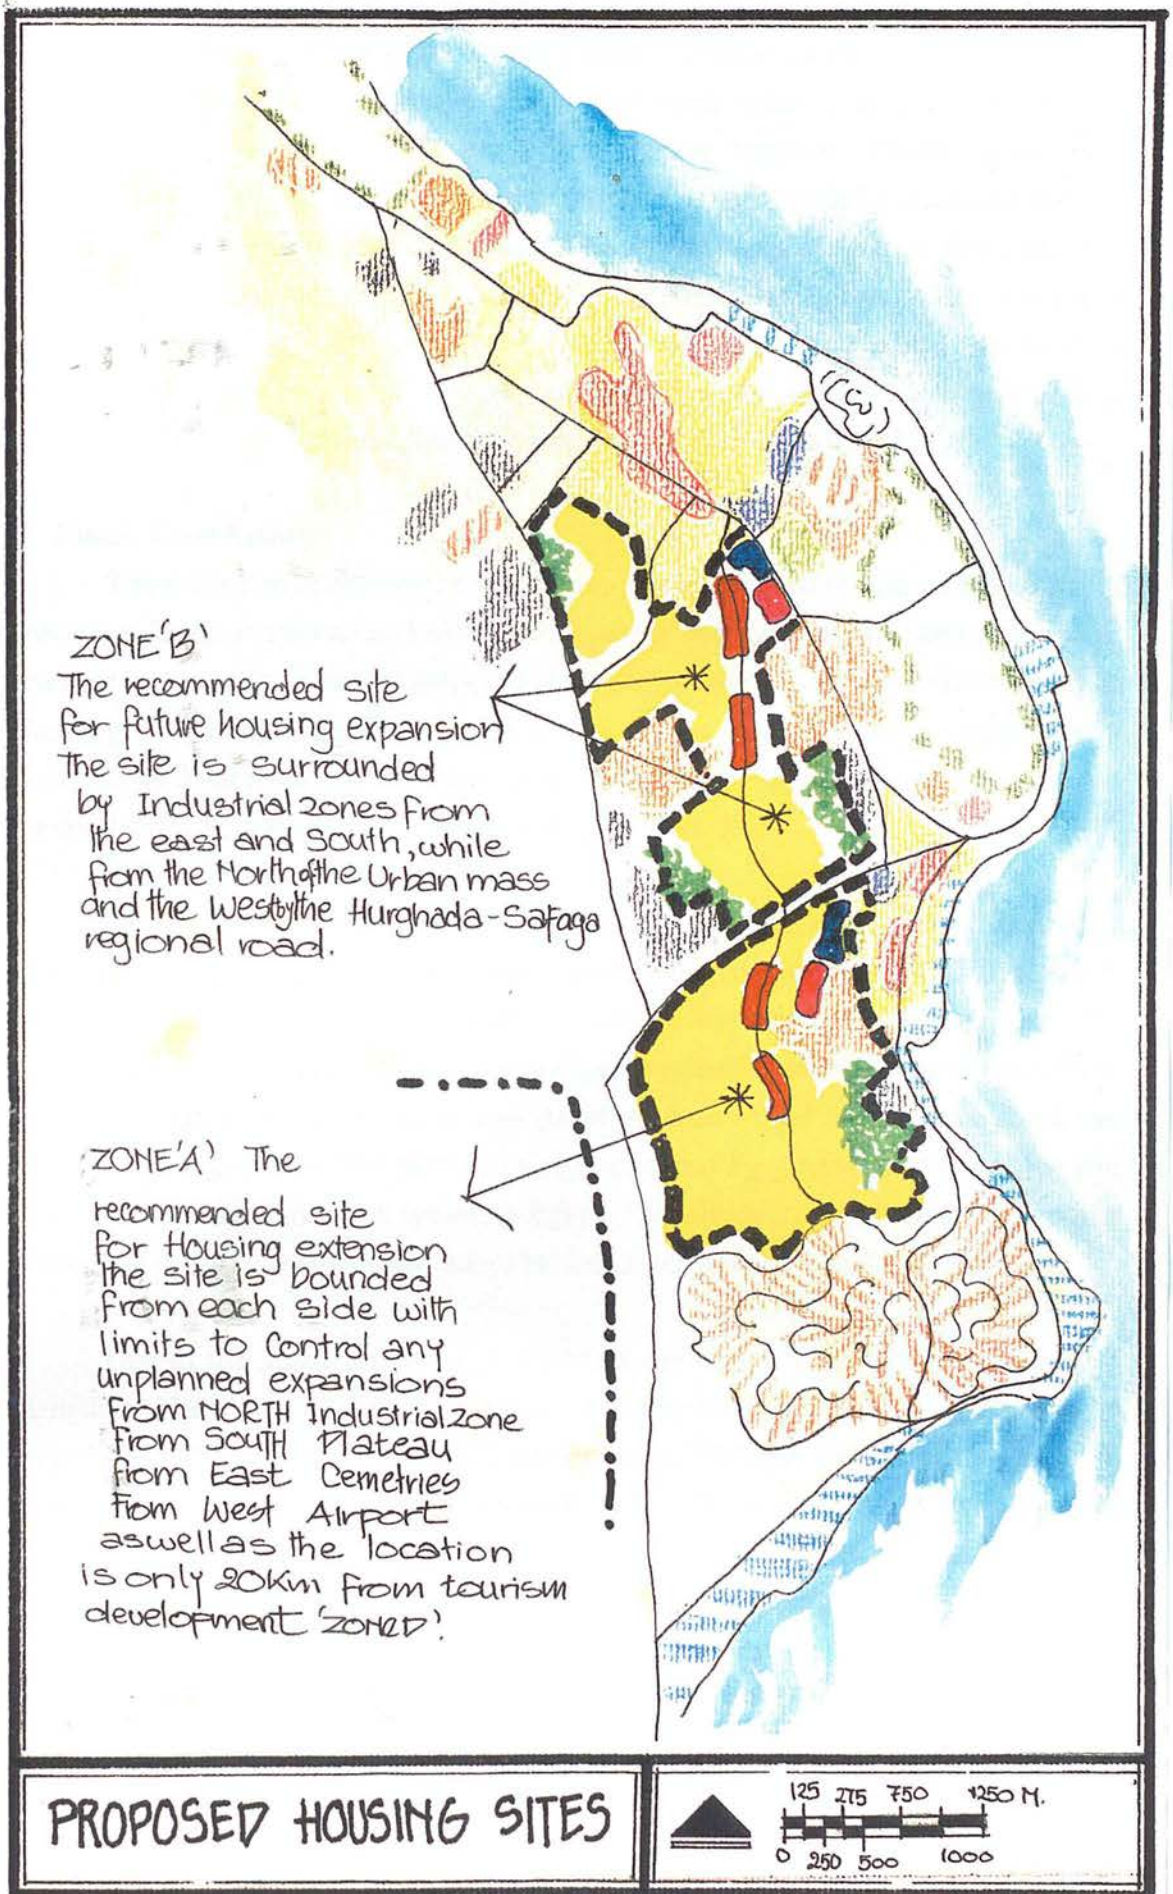 ZONE 'B'
The recommended site
for future housing expansion
the site is surrounded
by Industrial zones from
the east and South, while
from the North of the Urban mass
and the West by the Hurghada-Safaga
regional road.
ZONE 'A' The
recommended site
for Housing extension
the site is bounded
from each side with
limits to control any
unplanned expansions
from NORTH Industrial zone
from SOUTH Plateau
from East Cemetries
from West Airport
aswell as the location
is only 20Km from tourism
development 'ZONE D'.
PROPOSED HOUSING SITES
125 275 750 1250 M.
0 250 500 1000